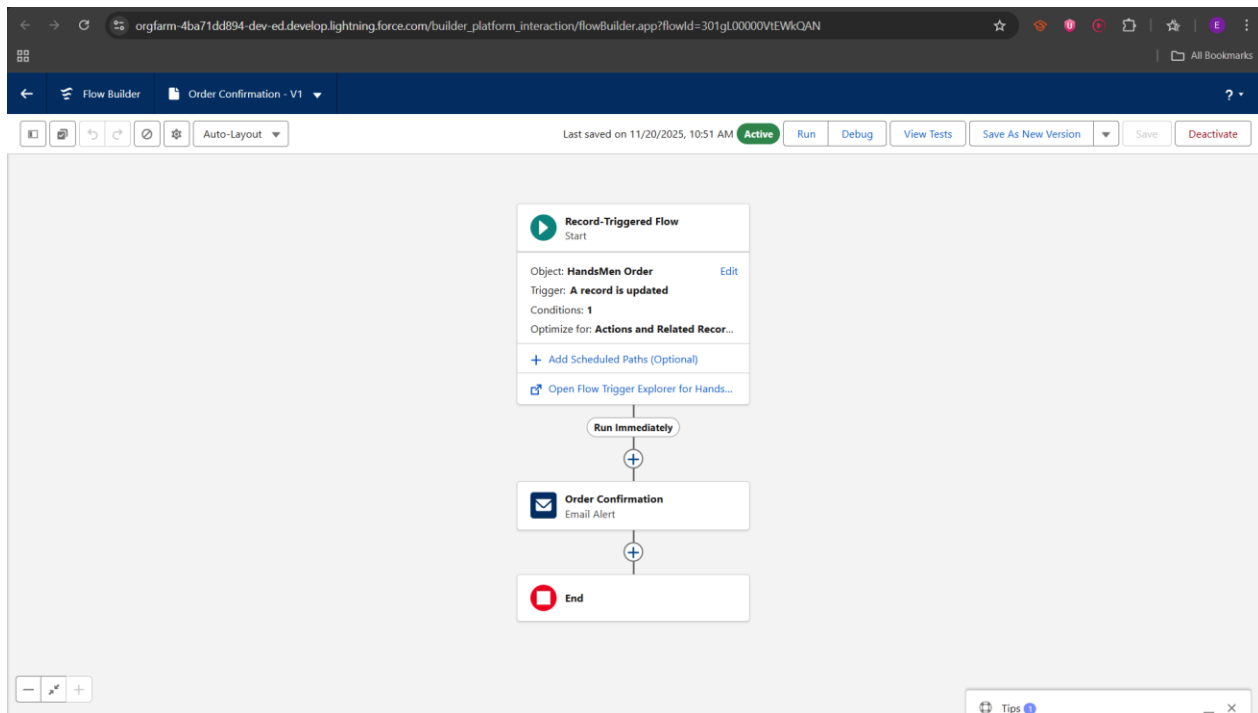 orgfarm-4ba71dd894-dev-ed.develop.lightning.force.com/builder_platform_interaction/flowBuilder.app?flowId=301gL00000VtEWkQAN
E
All Bookmarks
Flow Builder
Order Confirmation - V1
?
Auto-Layout
Last saved on 11/20/2025, 10:51 AM Active Run Debug View Tests Save As New Version Save Deactivate
Record-Triggered Flow
Start
Object: HandsMen Order Edit
Trigger: A record is updated
Conditions: 1
Optimize for: Actions and Related Recor...
+ Add Scheduled Paths (Optional)
Open Flow Trigger Explorer for Hands...
Run Immediately
Order Confirmation
Email Alert
End
Tips 1